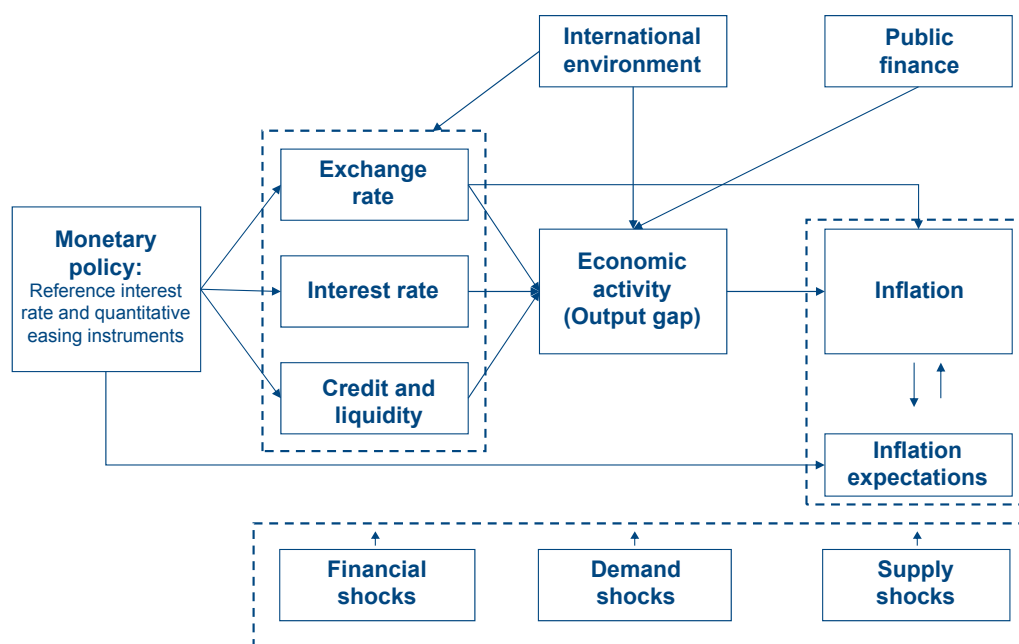 International
environment
Public
finance
Exchange
rate
Monetary
policy:
Reference interest
rate and quantitative
easing instruments
Interest rate
Economic
activity
(Output gap)
Inflation
Credit and
liquidity
Inflation
expectations
Financial
shocks
Demand
shocks
Supply
shocks